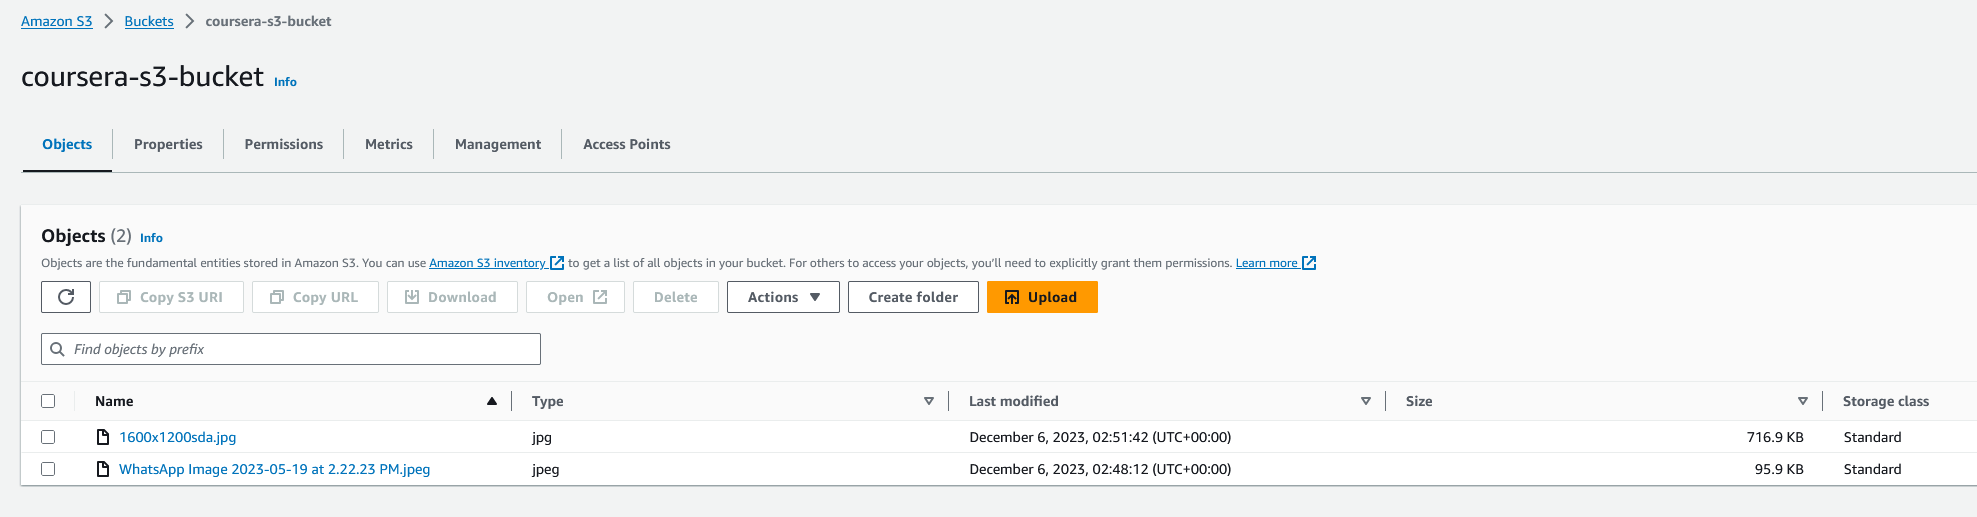 Amazon S3 Buckets coursera-s3-bucket
coursera-s3-bucket Info
Objects Properties Permissions Metrics Management Access Points
Objects (2) Info
Objects are the fundamental entities stored in Amazon S3. You can use Amazon S3 inventory to get a list of all objects in your bucket. For others to access your objects, you'll need to explicitly grant them permissions. Learn more
Copy S3 URI Copy URL Download Open Delete Actions Create folder Upload
Find objects by prefix
Name Type Last modified Size Storage class
1600x1200sda.jpg jpg December 6, 2023, 02:51:42 (UTC+00:00) 716.9 KB Standard
WhatsApp Image 2023-05-19 at 2.22.23 PM.jpeg jpeg December 6, 2023, 02:48:12 (UTC+00:00) 95.9 KB Standard